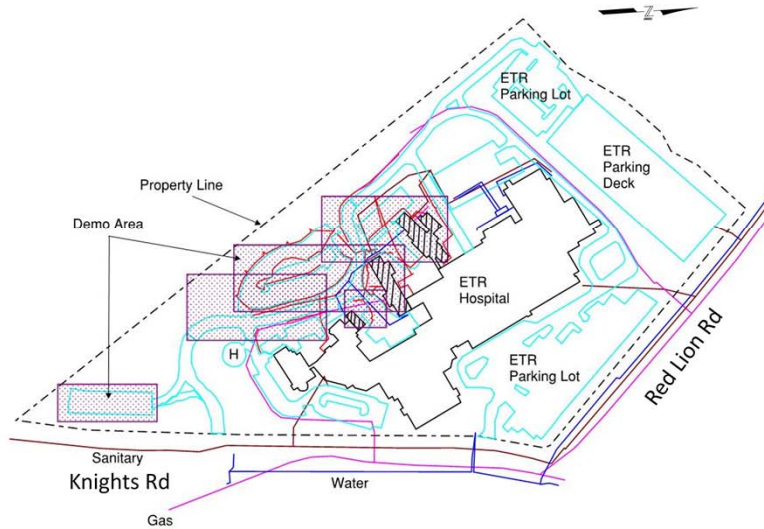 Z
ETR
Parking Lot
ETR
Parking
Deck
Property Line
Demo Area
ETR
Hospital
H
ETR
Parking Lot
Red Lion Rd
Sanitary
Knights Rd
Water
Gas